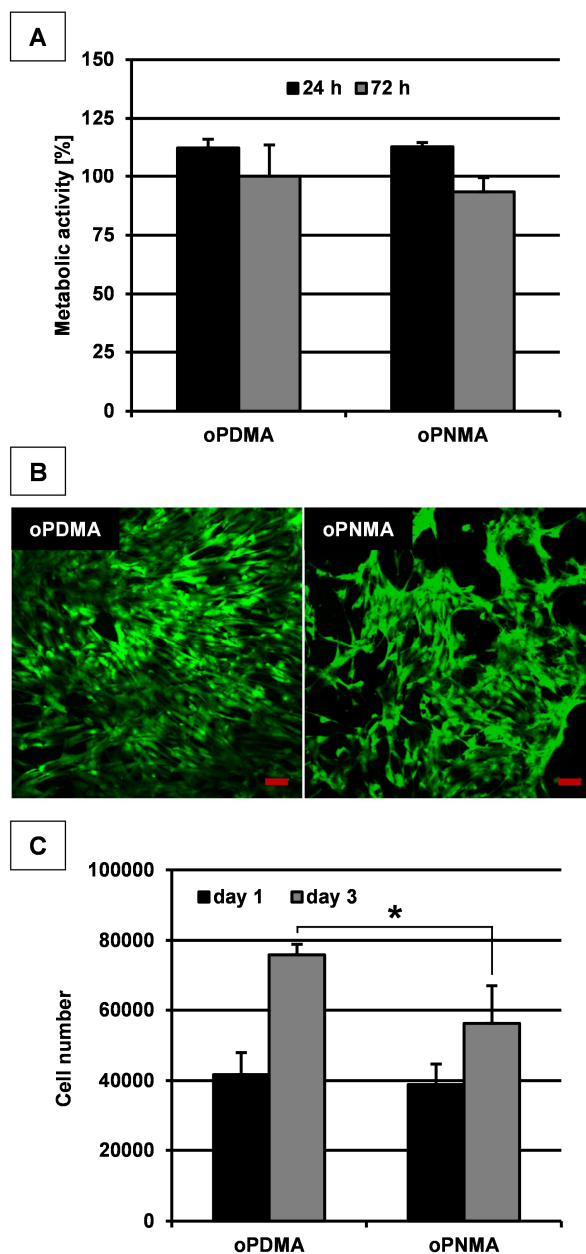 A
150
125
100
75
50
25
0
Metabolic activity [%]
24 h 72 h
oPDMA oPNMA
B
oPDMA oPNMA
C
100000
80000
60000
40000
20000
0
Cell number
day 1 day 3
*
oPDMA oPNMA